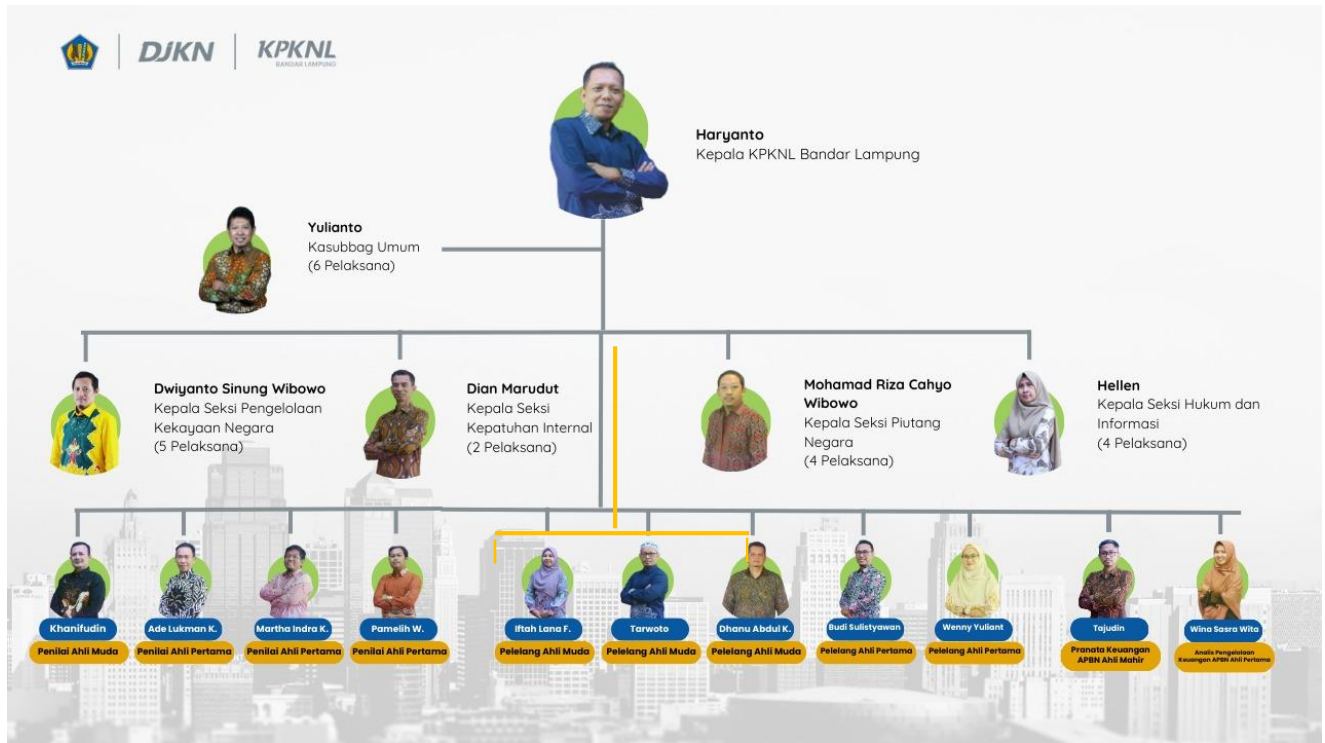 DJKN
KPKNL
BANDAR LAMPUNG
Haryanto
Kepala KPKNL Bandar Lampung
Yulianto
Kasubbag Umum
(6 Pelaksana)
Dwiyanto Sinung Wibowo
Kepala Seksi Pengelolaan
Kekayaan Negara
(5 Pelaksana)
Dian Marudut
Kepala Seksi
Kepatuhan Internal
(2 Pelaksana)
Mohamad Riza Cahyo
Wibowo
Kepala Seksi Piutang
Negara
(4 Pelaksana)
Hellen
Kepala Seksi Hukum dan
Informasi
(4 Pelaksana)
Khanifudin
Penilai Ahli Muda
Ade Lukman K.
Penilai Ahli Pertama
Martha Indra K.
Penilai Ahli Pertama
Pamelih W.
Penilai Ahli Pertama
Iftah Lana F.
Pelelang Ahli Muda
Tarwoto
Pelelang Ahli Muda
Dhanu Abdul K.
Pelelang Ahli Muda
Budi Sulistyawan
Pelelang Ahli Pertama
Wenny Yuliant
Pelelang Ahli Pertama
Tajudin
Pranata Keuangan
APBN Ahli Mahir
Wina Sasra Wita
Analis Pengelolaan
Keuangan APBN Ahli Pertama